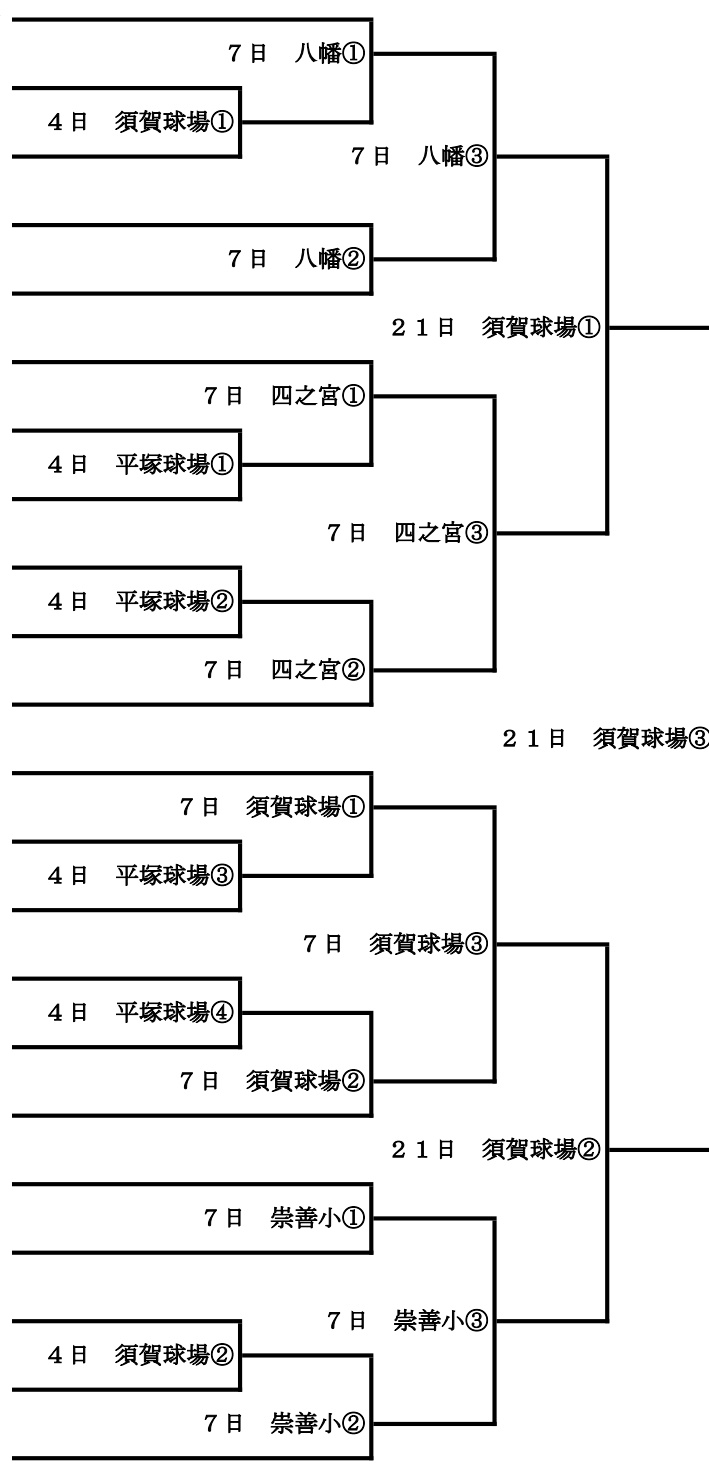 ７日　八幡①
４日　須賀球場①
７日　八幡③
７日　八幡②
２１日　須賀球場①
７日　四之宮①
４日　平塚球場①
７日　四之宮③
４日　平塚球場②
７日　四之宮②
２１日　須賀球場③
７日　須賀球場①
４日　平塚球場③
７日　須賀球場③
４日　平塚球場④
７日　須賀球場②
２１日　須賀球場②
７日　崇善小①
７日　崇善小③
４日　須賀球場②
７日　崇善小②